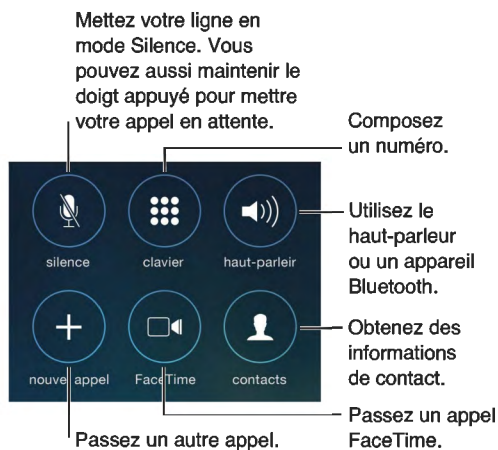 Mettez votre ligne en
mode Silence. Vous
pouvez aussi maintenir le
doigt appuyé pour mettre
votre appel en attente.
Composez
un numéro.
silence
clavier
haut-parleir
Utilisez le
haut-parleur
ou un appareil
Bluetooth.
nouvel appel
FaceTime
contacts
Obtenez des
informations
de contact.
Passez un autre appel.
Passez un appel
FaceTime.